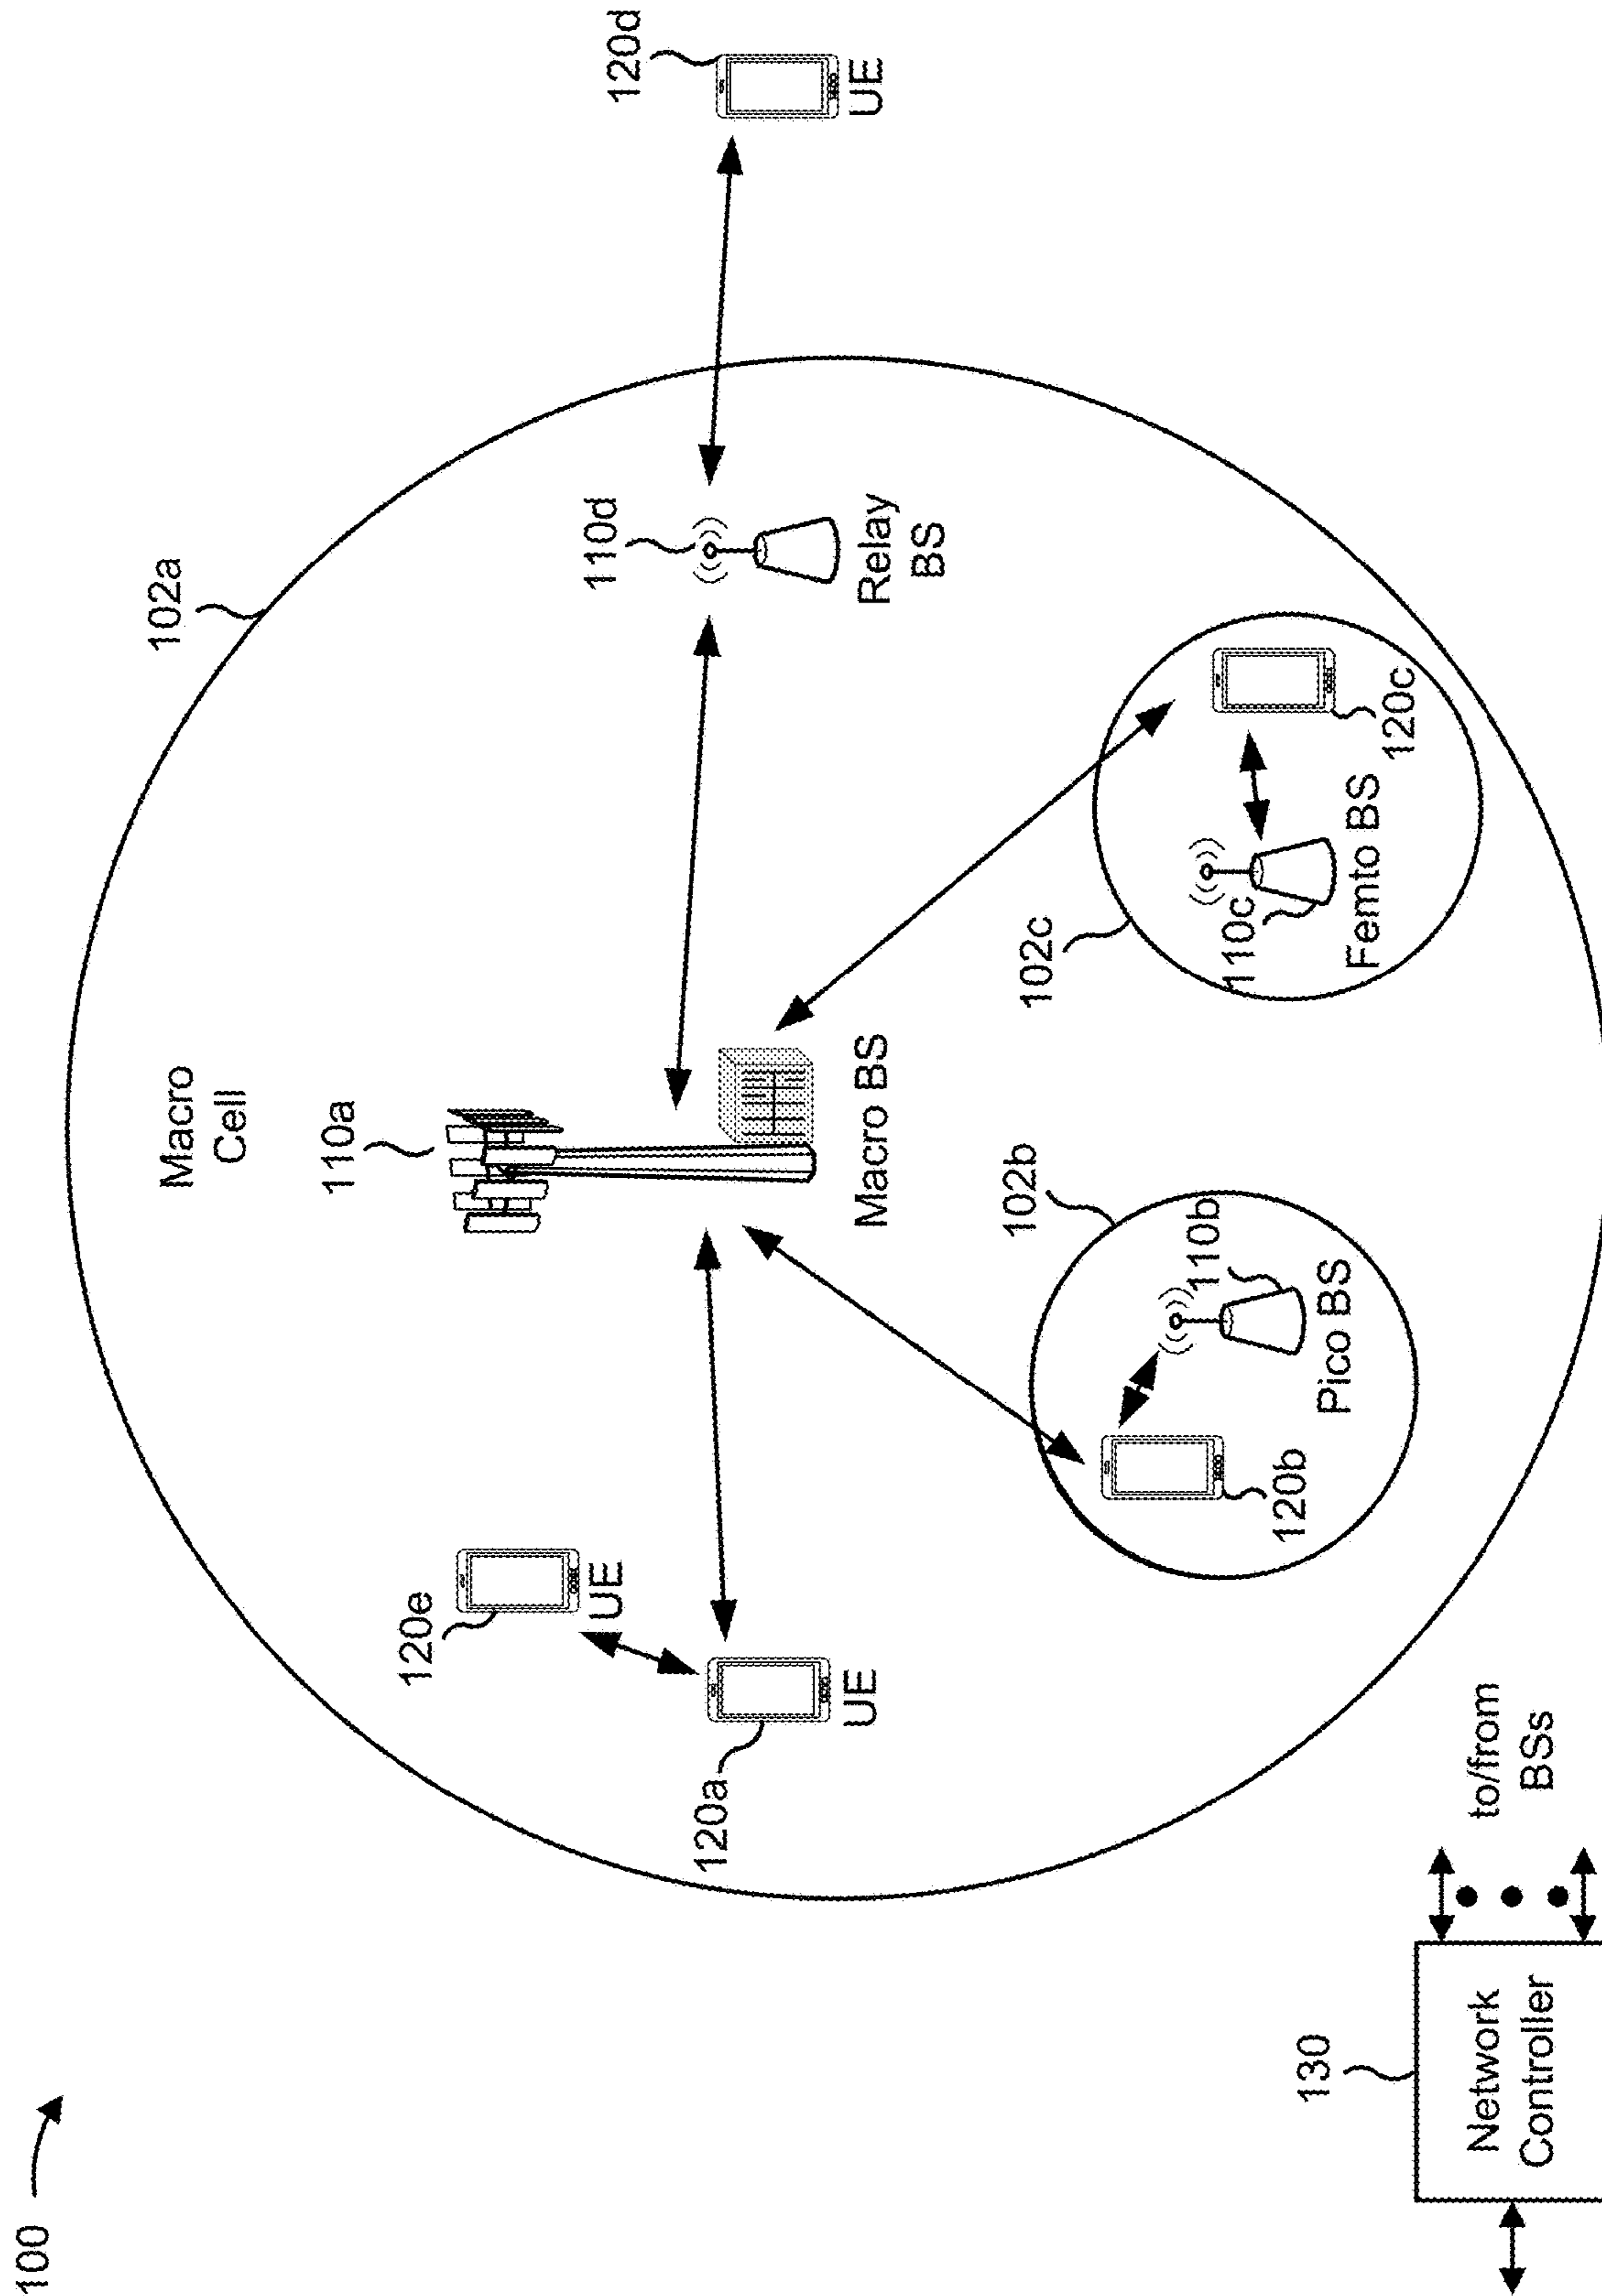 100
102a
Macro
Cell
110a
120e
UE
120a
UE
Macro BS
110d
Relay
BS
120d
UE
102b
110b
Pico BS
120b
102c
110c
Femto BS
120c
130
Network
Controller
to/from
BSs